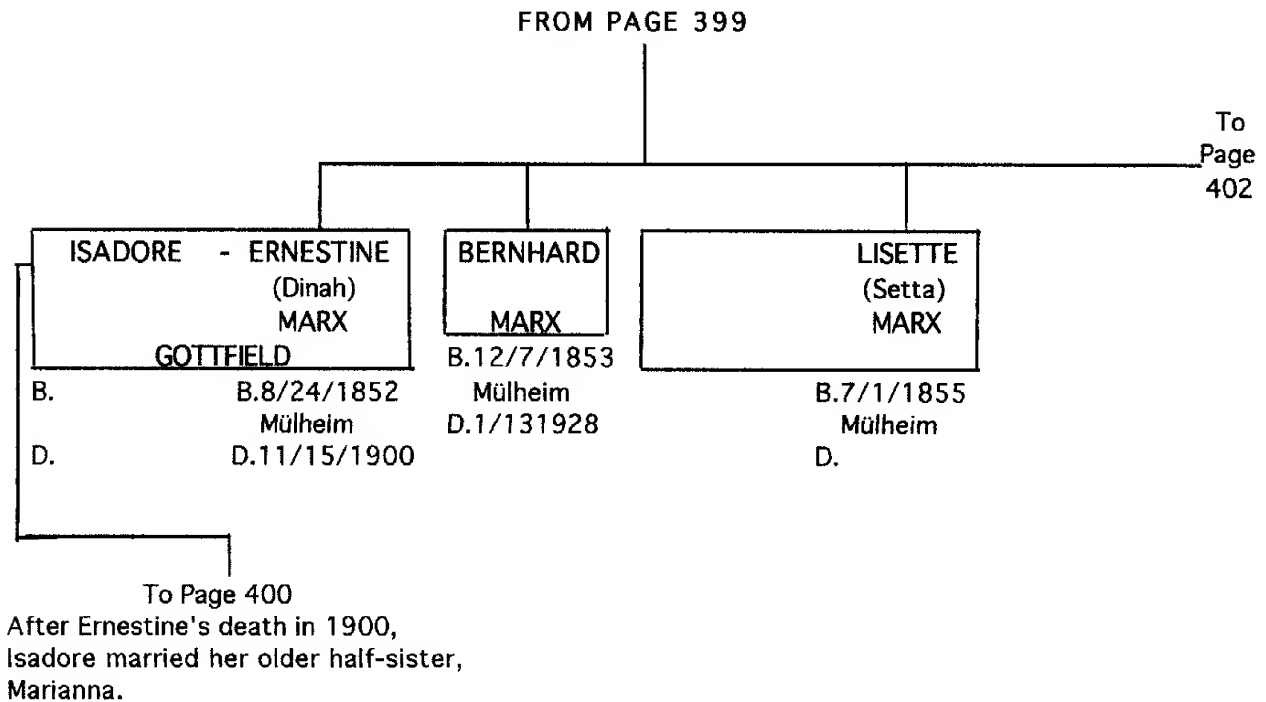 FROM PAGE 399
To
Page
402
ISADORE - ERNESTINE
(Dinah)
MARX
GOTTFIELD
B. B.8/24/1852
Mülheim
D. D.11/15/1900
BERNHARD
MARX
B.12/7/1853
Mülheim
D.1/131928
LISETTE
(Setta)
MARX
B.7/1/1855
Mülheim
D.
To Page 400
After Ernestine's death in 1900,
Isadore married her older half-sister,
Marianna.